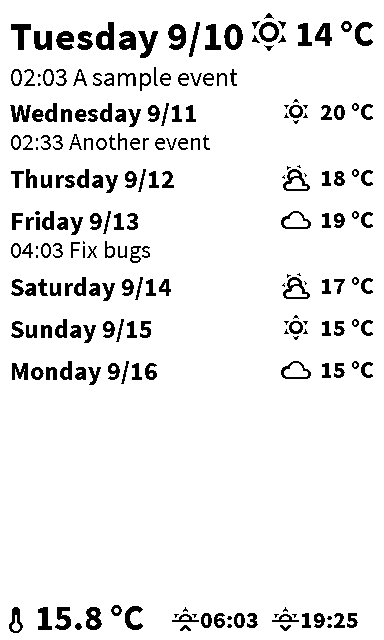 Tuesday 9/10 14 °C
02:03 A sample event
Wednesday 9/11 20 °C
02:33 Another event
Thursday 9/12 18 °C
Friday 9/13 19 °C
04:03 Fix bugs
Saturday 9/14 17 °C
Sunday 9/15 15 °C
Monday 9/16 15 °C
15.8 °C 06:03 19:25